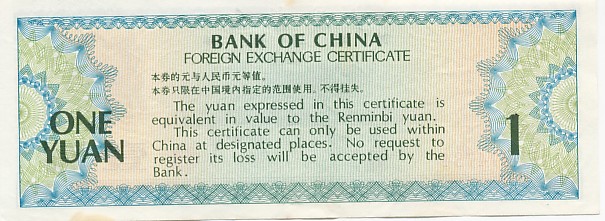 BANK OF CHINA
FOREIGN EXCHANGE CERTIFICATE
本券的元与人民币元等值。
本券只限在中国境内指定的范围使用，不得挂失。
The yuan expressed in this certificate is
equivalent in value to the Renminbi yuan.
This certificate can only be used within
China at designated places. No request to
register its loss will be accepted by the
Bank.
ONE
YUAN
1